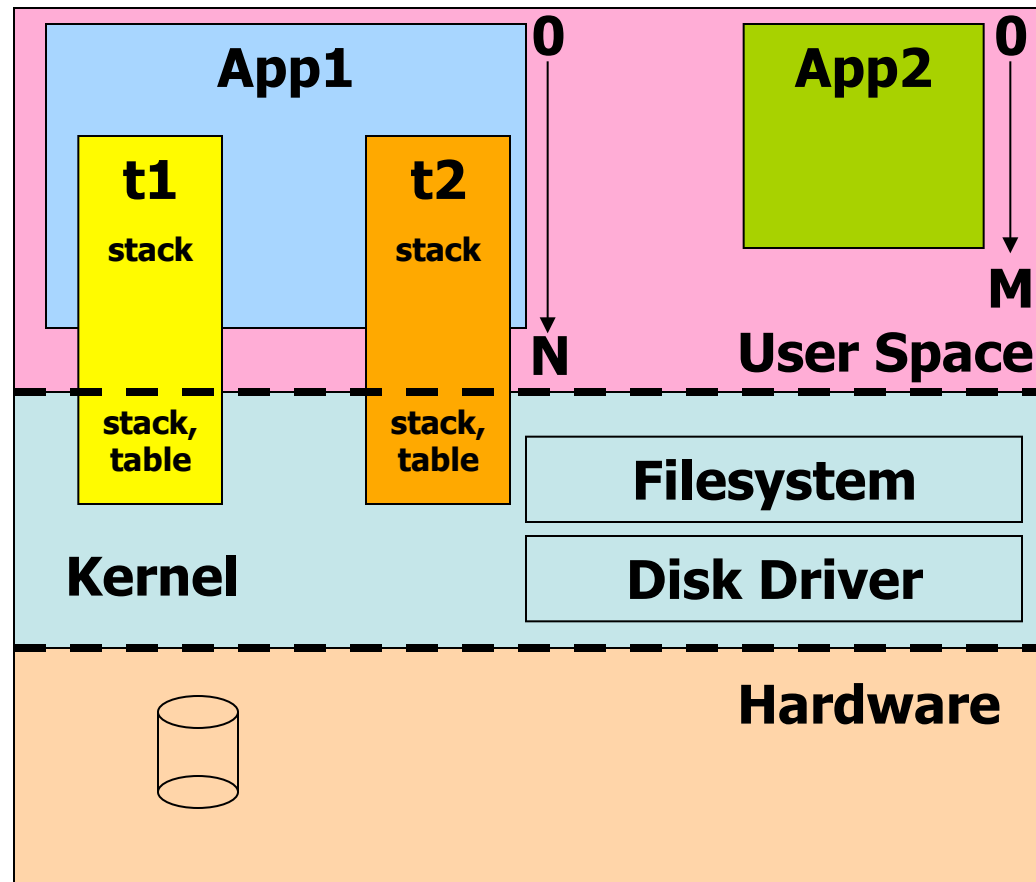 App1
0
App2
0
t1
t2
stack
stack
M
N
User Space
stack,
table
stack,
table
Filesystem
Kernel
Disk Driver
Hardware